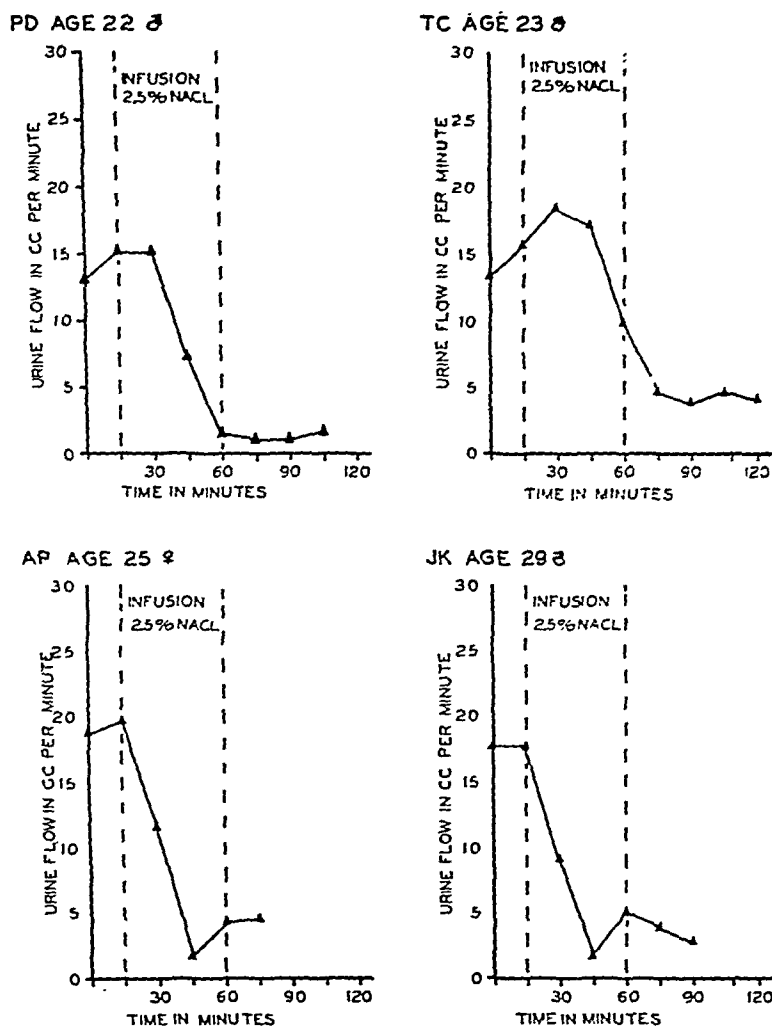 PD AGE 22 ♂
30
25
20
15
10
5
0
URINE FLOW IN CC PER MINUTE
INFUSION
2.5% NACL
30
60
90
120
TIME IN MINUTES
TC AGE 23 ♂
30
25
20
15
10
5
0
URINE FLOW IN CC PER MINUTE
INFUSION
2.5% NACL
30
60
90
120
TIME IN MINUTES
AP AGE 25 ♀
30
25
20
15
10
5
0
URINE FLOW IN CC PER MINUTE
INFUSION
2.5% NACL
30
60
90
120
TIME IN MINUTES
JK AGE 29 ♂
30
25
20
15
10
5
0
URINE FLOW IN CC PER MINUTE
INFUSION
2.5% NACL
30
60
90
120
TIME IN MINUTES